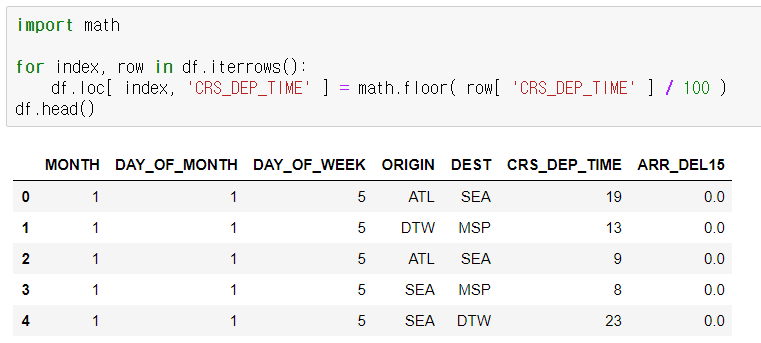 import math
for index, row in df.iterrows():
    df.loc[ index, 'CRS_DEP_TIME' ] = math.floor( row[ 'CRS_DEP_TIME' ] / 100 )
df.head()
MONTH DAY_OF_MONTH DAY_OF_WEEK ORIGIN DEST CRS_DEP_TIME ARR_DEL15
0 1 1 5 ATL SEA 19 0.0
1 1 1 5 DTW MSP 13 0.0
2 1 1 5 ATL SEA 9 0.0
3 1 1 5 SEA MSP 8 0.0
4 1 1 5 SEA DTW 23 0.0